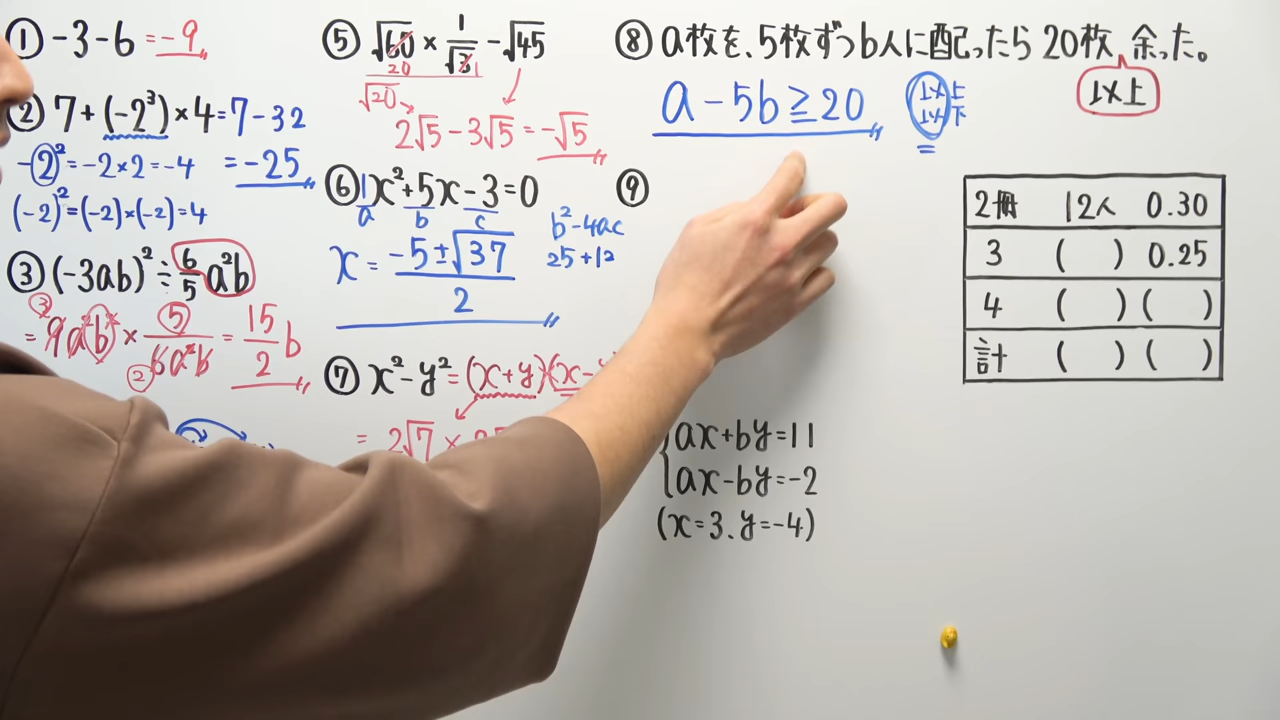 ① -3-6 = -9
② 7+(-2³)×4=7-32
-2²=-2×2=-4
=-25
(-2)²=(-2)×(-2)=4
③ (-3ab)²÷6/5a²b
③
= 9a²b² × 5/6a²b = 15/2 b
②
⑤ √60 × 1/√3 - √45
20 1
√20
2√5-3√5=-√5
⑥ 1x²+5x-3=0
a b c
b²-4ac
25+12
x = -5±√37/2
⑦ x²-y²=(x+y)(x-
= 2√7 ×
⑧ a枚を、5枚ずつb人に配ったら20枚余った。
以上
a-5b≧20
以上
以下
=
⑨
2冊 12人 0.30
3 ( ) 0.25
4 ( ) ( )
計 ( ) ( )
ax+by=11
ax-by=-2
(x=3、y=-4)